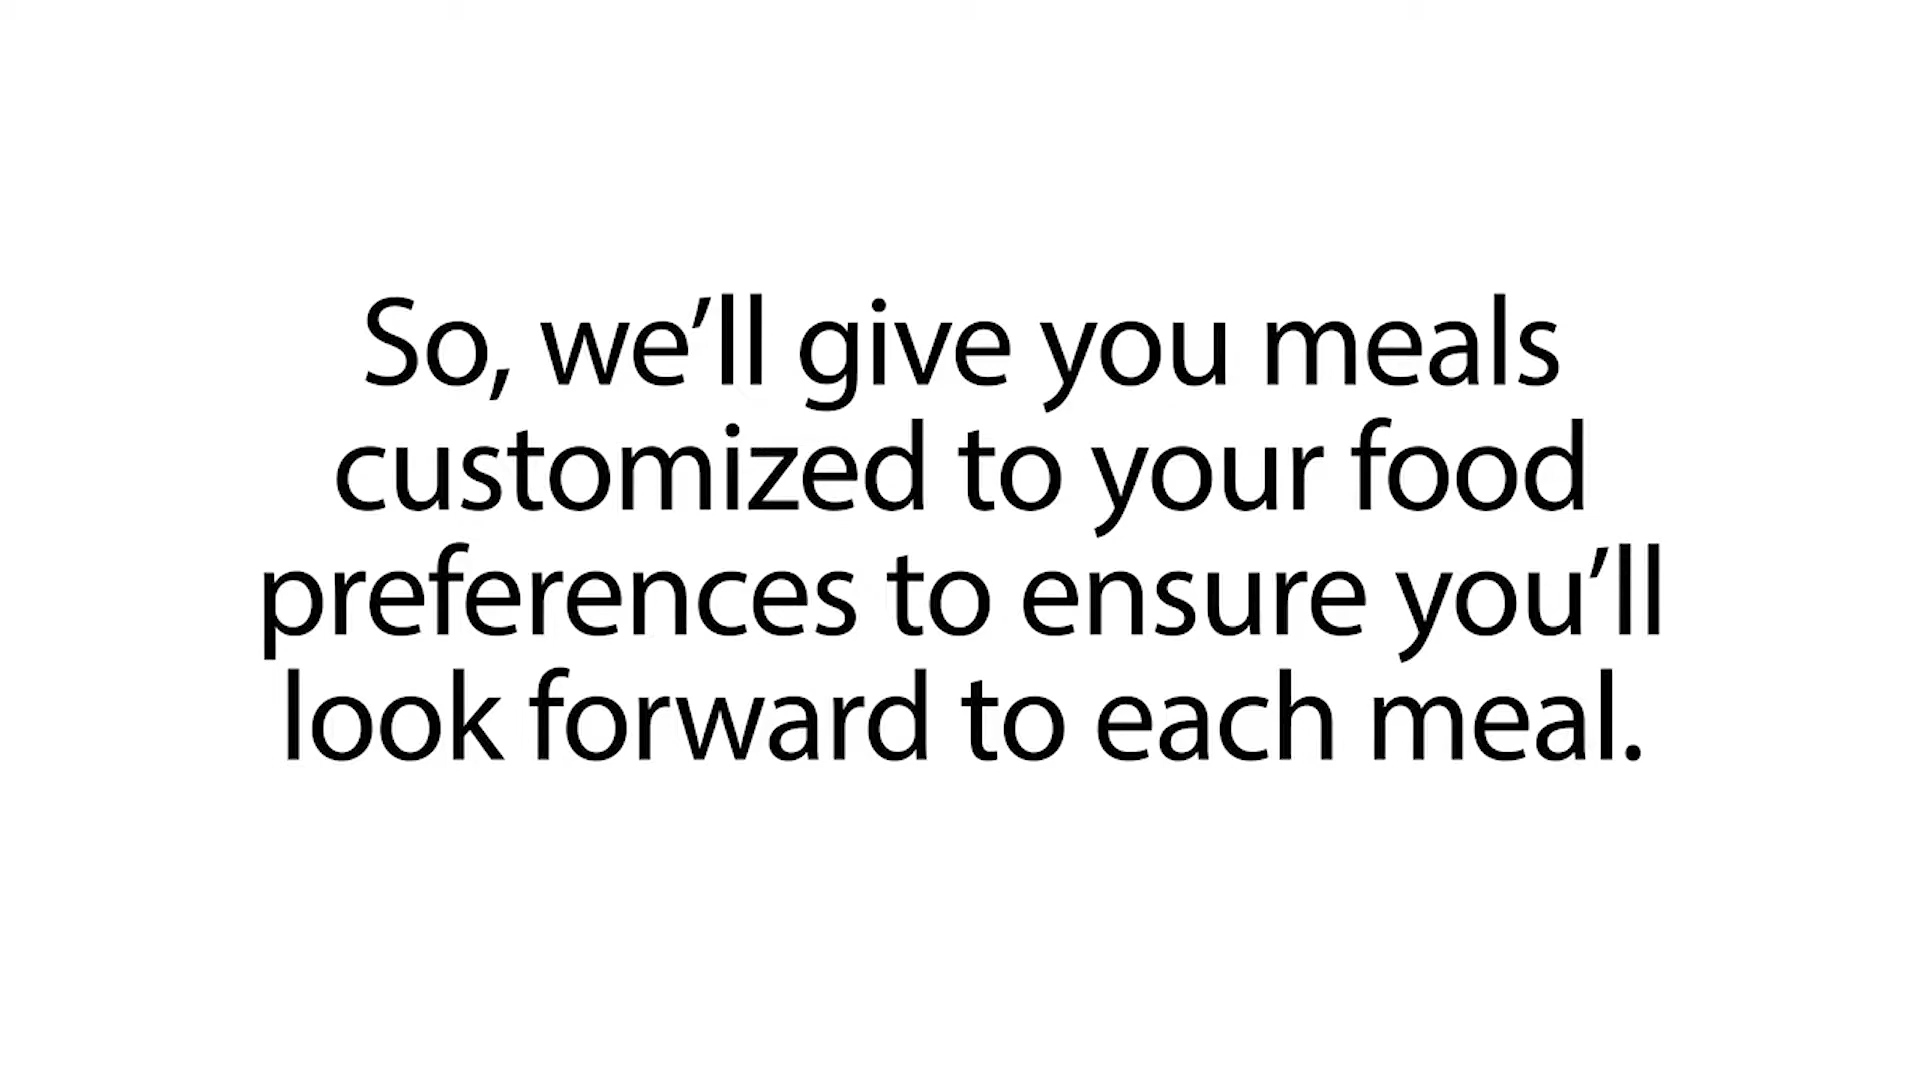 So, we’ll give you meals
customized to your food
preferences to ensure you’ll
look forward to each meal.